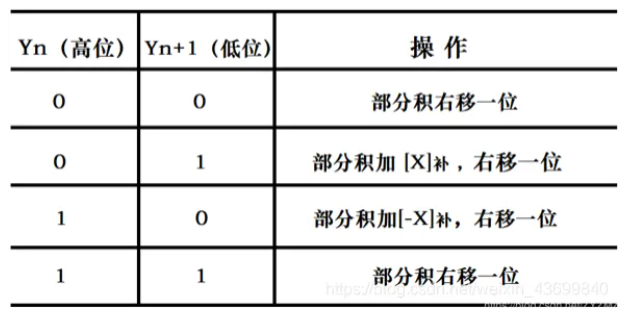 Yn（高位） Yn+1（低位） 操 作
0 0 部分积右移一位
0 1 部分积加 [X]补，右移一位
1 0 部分积加[-X]补，右移一位
1 1 部分积右移一位
https://blog.csdn.net/weixin_43699840